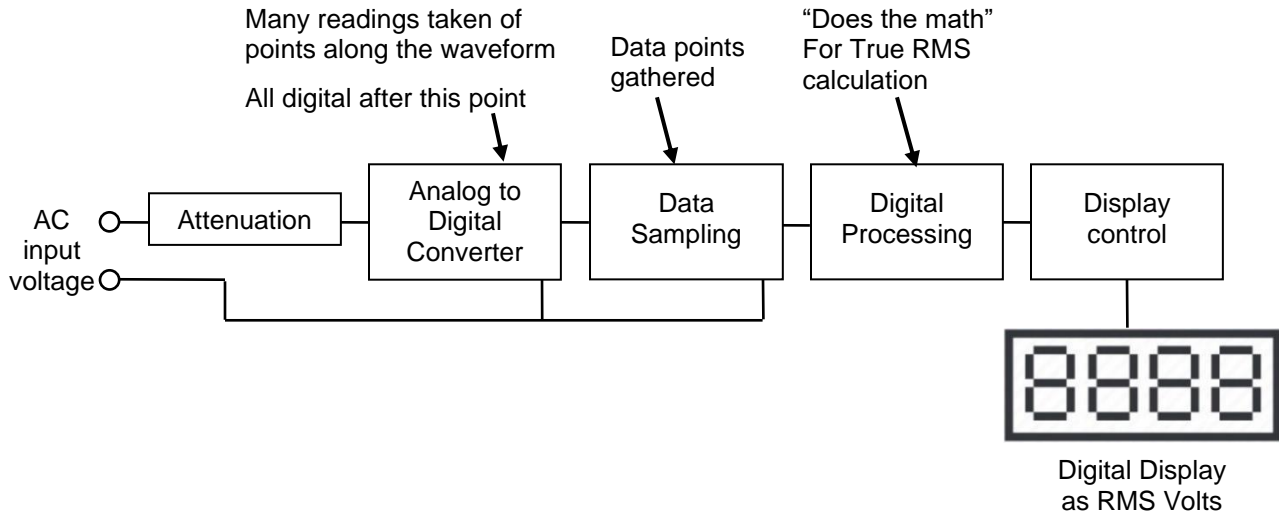 Many readings taken of
points along the waveform
All digital after this point
Data points
gathered
“Does the math”
For True RMS
calculation
AC
input
voltage
Attenuation
Analog to
Digital
Converter
Data
Sampling
Digital
Processing
Display
control
8888
Digital Display
as RMS Volts